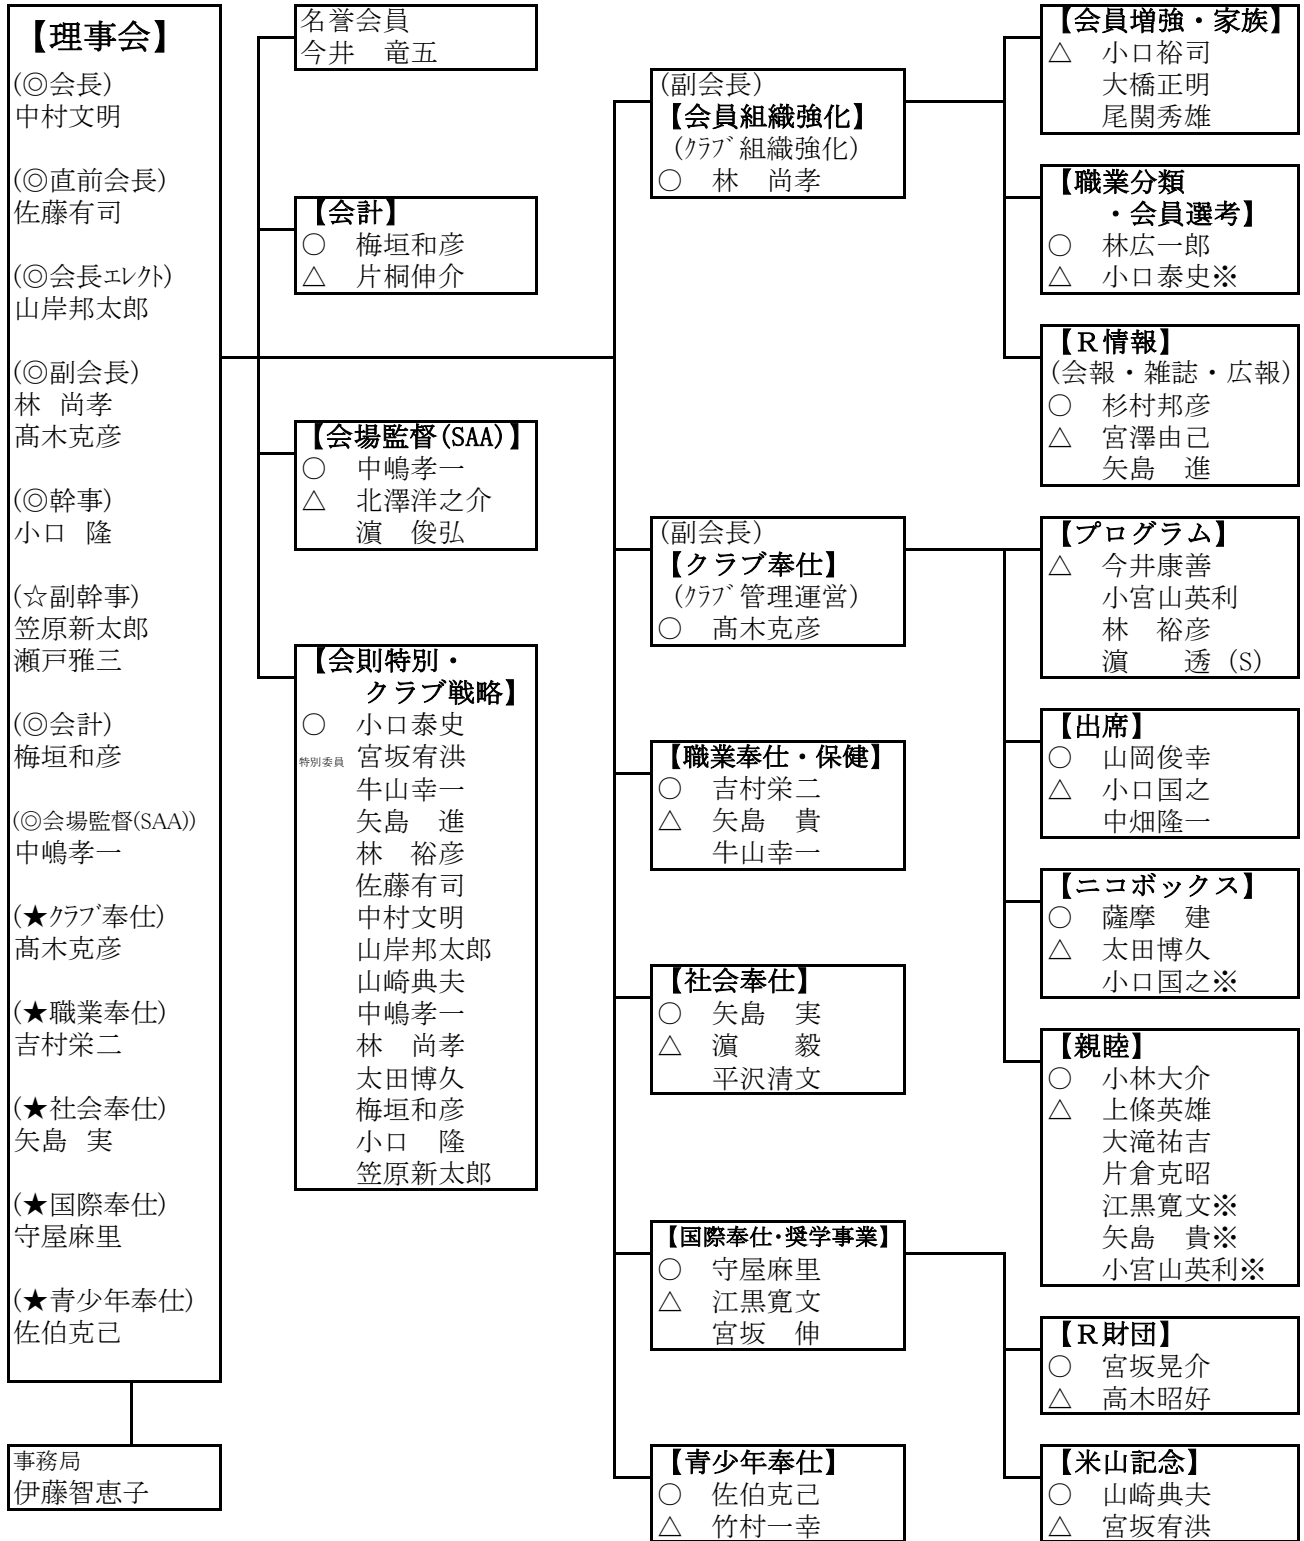 【理事会】
(◎会長)
中村文明
(◎直前会長)
佐藤有司
(◎会長ｴﾚｸﾄ)
山岸邦太郎
(◎副会長)
林　尚孝
髙木克彦
(◎幹事)
小口　隆
(☆副幹事)
笠原新太郎
瀬戸雅三
(◎会計)
梅垣和彦
(◎会場監督(SAA))
中嶋孝一
(★ｸﾗﾌﾞ奉仕)
髙木克彦
(★職業奉仕)
吉村栄二
(★社会奉仕)
矢島　実
(★国際奉仕)
守屋麻里
(★青少年奉仕)
佐伯克己
事務局
伊藤智恵子
名誉会員
今井　竜五
【会計】
○　梅垣和彦
△　片桐伸介
【会場監督(SAA)】
○　中嶋孝一
△　北澤洋之介
濵　俊弘
【会則特別・
クラブ戦略】
○　小口泰史
特別委員　宮坂宥洪
牛山幸一
矢島　進
林　裕彦
佐藤有司
中村文明
山岸邦太郎
山崎典夫
中嶋孝一
林　尚孝
太田博久
梅垣和彦
小口　隆
笠原新太郎
(副会長)
【会員組織強化】
(ｸﾗﾌﾞ組織強化)
○　林　尚孝
(副会長)
【クラブ奉仕】
(ｸﾗﾌﾞ管理運営)
○　髙木克彦
【職業奉仕・保健】
○　吉村栄二
△　矢島　貴
牛山幸一
【社会奉仕】
○　矢島　実
△　濵　　毅
平沢清文
【国際奉仕・奨学事業】
○　守屋麻里
△　江黒寛文
宮坂　伸
【青少年奉仕】
○　佐伯克己
△　竹村一幸
【会員増強・家族】
△　小口裕司
大橋正明
尾関秀雄
【職業分類
・会員選考】
○　林広一郎
△　小口泰史※
【Ｒ情報】
(会報・雑誌・広報)
○　杉村邦彦
△　宮澤由己
矢島　進
【プログラム】
△　今井康善
小宮山英利
林　裕彦
濵　　透 (S)
【出席】
○　山岡俊幸
△　小口国之
中畑隆一
【ニコボックス】
○　薩摩　建
△　太田博久
小口国之※
【親睦】
○　小林大介
△　上條英雄
大滝祐吉
片倉克昭
江黒寛文※
矢島　貴※
小宮山英利※
【Ｒ財団】
○　宮坂晃介
△　高木昭好
【米山記念】
○　山崎典夫
△　宮坂宥洪